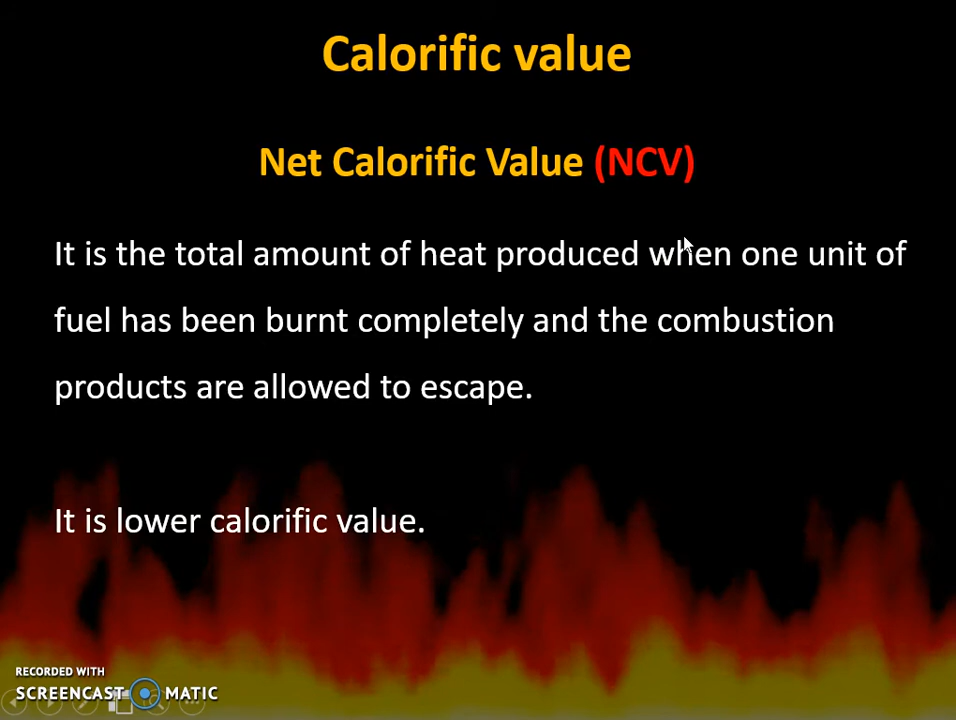 Calorific value
Net Calorific Value (NCV)
It is the total amount of heat produced when one unit of
fuel has been burnt completely and the combustion
products are allowed to escape.
It is lower calorific value.
RECORDED WITH
SCREENCAST MATIC